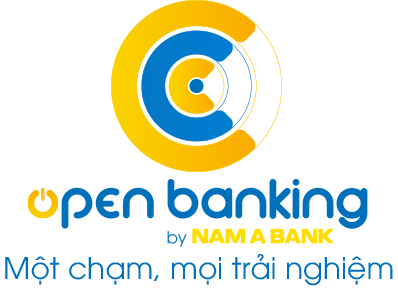 open banking
by NAM A BANK
Một chạm, mọi trải nghiệm